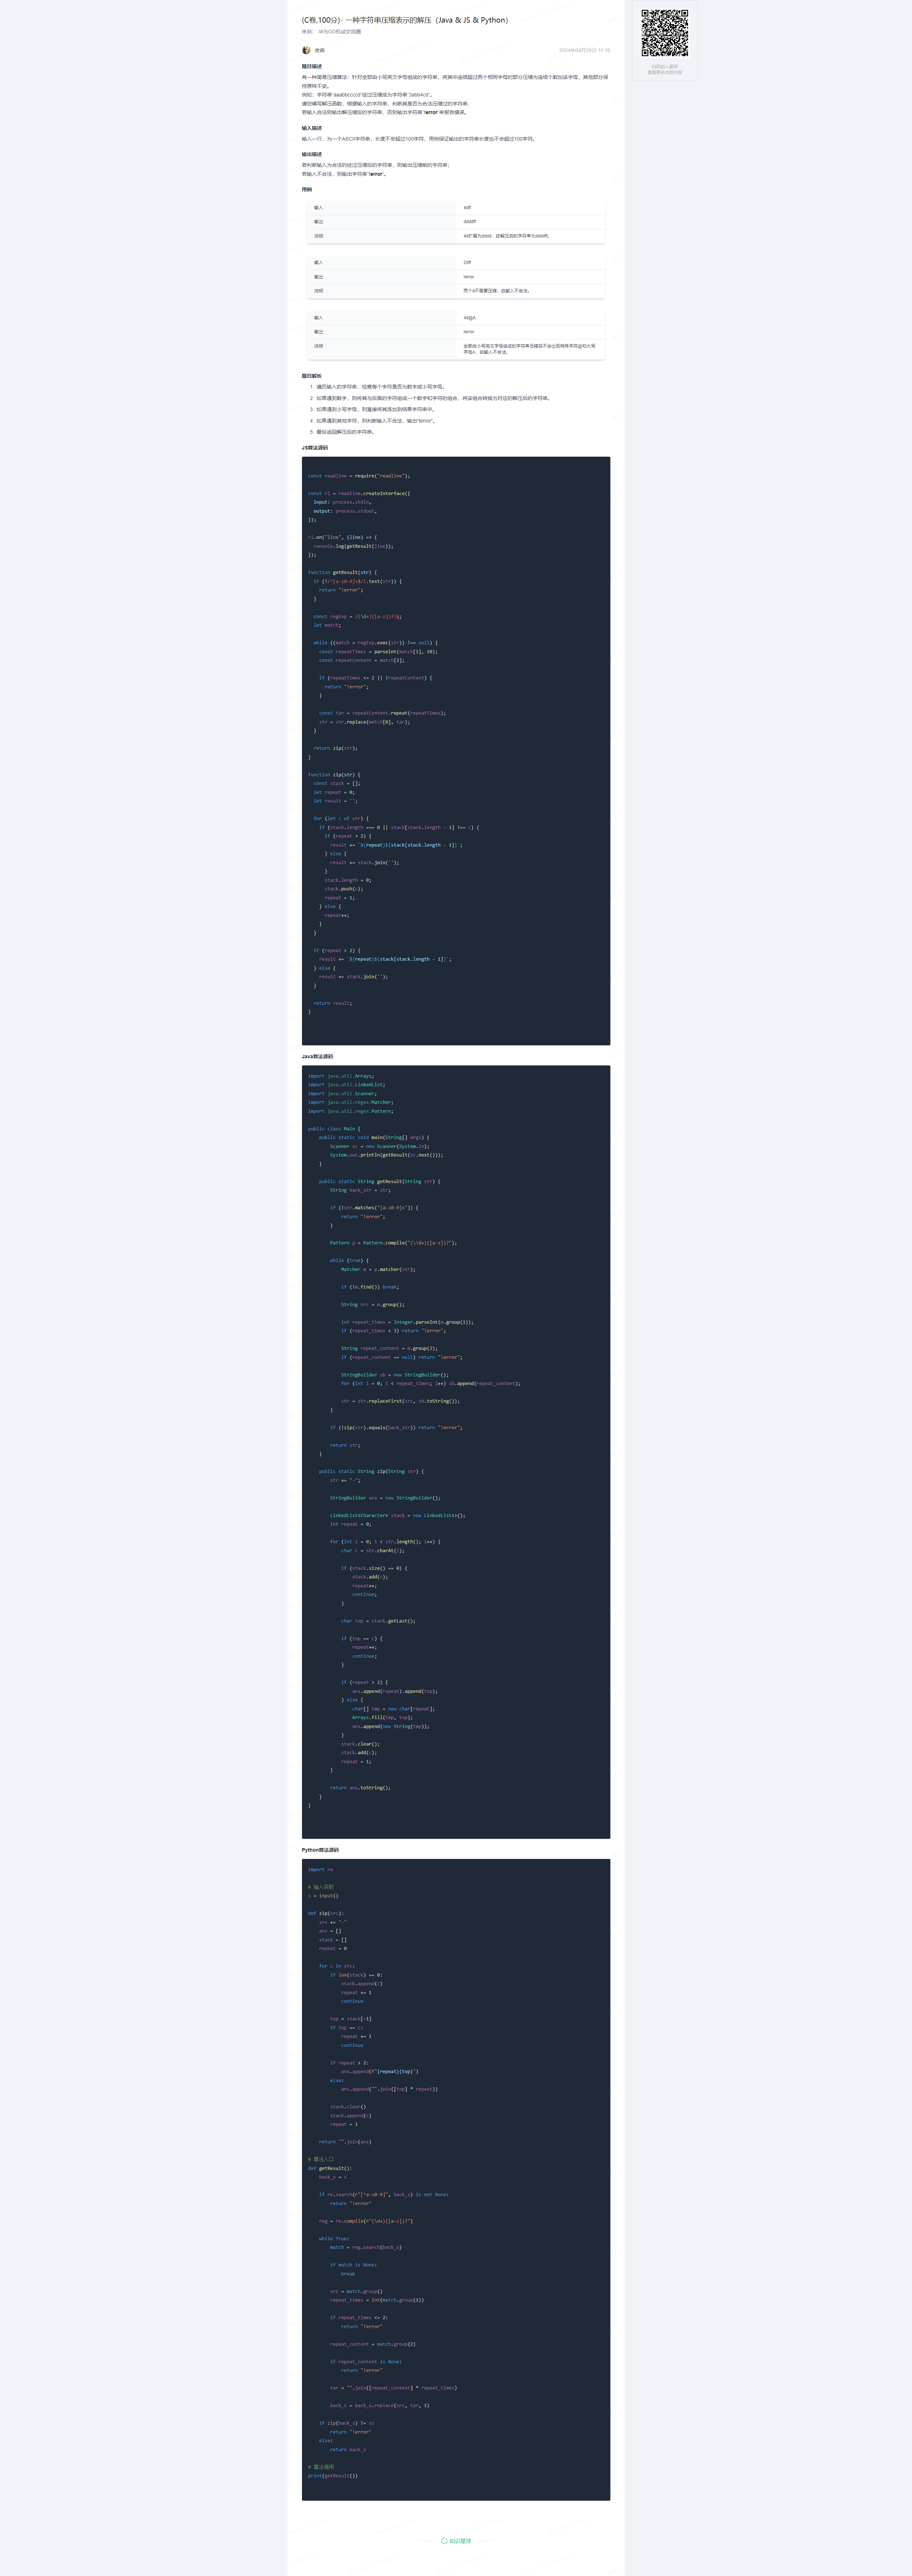 (C卷,100分)- 一种字符串压缩表示的解压（Java & JS & Python）
来自： 华为OD机试交流圈
2024年04月23日 11:16
扫码加入星球
查看更多优质内容
题目描述
有一种简易压缩算法：针对全部由小写英文字母组成的字符串，将其中连续超过两个相同字母的部分压缩为连续个数加该字母，其他部分保
持原样不变。
例如：字符串“aaabbccccd”经过压缩成为字符串“3abb4cd”。
请您编写解压函数，根据输入的字符串，判断其是否为合法压缩过的字符串，
若输入合法则输出解压缩后的字符串，否则输出字符串“!error”来报告错误。
输入描述
输入一行，为一个ASCII字符串，长度不会超过100字符，用例保证输出的字符串长度也不会超过100字符。
输出描述
若判断输入为合法的经过压缩后的字符串，则输出压缩前的字符串；
若输入不合法，则输出字符串“!error”。
用例
输入 4dff
输出 ddddff
说明 4d扩展为dddd，故解压后的字符串为ddddff。
输入 2dff
输出 !error
说明 两个d不需要压缩，故输入不合法。
输入 4d@A
输出 !error
说明 全部由小写英文字母组成的字符串压缩后不会出现特殊字符@和大写
字母A，故输入不合法。
题目解析
1. 遍历输入的字符串，检查每个字符是否为数字或小写字母。
2. 如果遇到数字，则将其与后面的字符组成一个数字和字符的组合，将该组合转换为对应的解压后的字符串。
3. 如果遇到小写字母，则直接将其添加到结果字符串中。
4. 如果遇到其他字符，则判断输入不合法，输出"!error"。
5. 最后返回解压后的字符串。
JS算法源码
const readline = require("readline");
const rl = readline.createInterface({
input: process.stdin,
output: process.stdout,
});
rl.on("line", (line) => {
console.log(getResult(line));
});
function getResult(str) {
if (!/^[a-z0-9]+$/i.test(str)) {
return "!error";
}
const regExp = /(\d+)([a-z])?/g;
let match;
while ((match = regExp.exec(str)) !== null) {
const repeatTimes = parseInt(match[1], 10);
const repeatContent = match[2];
if (repeatTimes <= 2 || !repeatContent) {
return "!error";
}
const tar = repeatContent.repeat(repeatTimes);
str = str.replace(match[0], tar);
}
return zip(str);
}
function zip(str) {
const stack = [];
let repeat = 0;
let result = '';
for (let c of str) {
if (stack.length === 0 || stack[stack.length - 1] !== c) {
if (repeat > 2) {
result += `${repeat}${stack[stack.length - 1]}`;
} else {
result += stack.join('');
}
stack.length = 0;
stack.push(c);
repeat = 1;
} else {
repeat++;
}
}
if (repeat > 2) {
result += `${repeat}${stack[stack.length - 1]}`;
} else {
result += stack.join('');
}
return result;
}
Java算法源码
import java.util.Arrays;
import java.util.LinkedList;
import java.util.Scanner;
import java.util.regex.Matcher;
import java.util.regex.Pattern;
public class Main {
public static void main(String[] args) {
Scanner sc = new Scanner(System.in);
System.out.println(getResult(sc.next()));
}
public static String getResult(String str) {
String back_str = str;
if (!str.matches("[a-z0-9]+")) {
return "!error";
}
Pattern p = Pattern.compile("(\\d+)([a-z])?");
while (true) {
Matcher m = p.matcher(str);
if (!m.find()) break;
String src = m.group();
int repeat_times = Integer.parseInt(m.group(1));
if (repeat_times < 3) return "!error";
String repeat_content = m.group(2);
if (repeat_content == null) return "!error";
StringBuilder sb = new StringBuilder();
for (int i = 0; i < repeat_times; i++) sb.append(repeat_content);
str = str.replaceFirst(src, sb.toString());
}
if (!zip(str).equals(back_str)) return "!error";
return str;
}
public static String zip(String str) {
str += "-";
StringBuilder ans = new StringBuilder();
LinkedList<Character> stack = new LinkedList<>();
int repeat = 0;
for (int i = 0; i < str.length(); i++) {
char c = str.charAt(i);
if (stack.size() == 0) {
stack.add(c);
repeat++;
continue;
}
char top = stack.getLast();
if (top == c) {
repeat++;
continue;
}
if (repeat > 2) {
ans.append(repeat).append(top);
} else {
char[] tmp = new char[repeat];
Arrays.fill(tmp, top);
ans.append(new String(tmp));
}
stack.clear();
stack.add(c);
repeat = 1;
}
return ans.toString();
}
}
Python算法源码
import re
# 输入获取
s = input()
def zip(src):
src += "-"
ans = []
stack = []
repeat = 0
for c in src:
if len(stack) == 0:
stack.append(c)
repeat += 1
continue
top = stack[-1]
if top == c:
repeat += 1
continue
if repeat > 2:
ans.append(f"{repeat}{top}")
else:
ans.append("".join([top] * repeat))
stack.clear()
stack.append(c)
repeat = 1
return "".join(ans)
# 算法入口
def getResult():
back_s = s
if re.search(r"[^a-z0-9]", back_s) is not None:
return "!error"
reg = re.compile(r"(\d+)([a-z])?")
while True:
match = reg.search(back_s)
if match is None:
break
src = match.group()
repeat_times = int(match.group(1))
if repeat_times <= 2:
return "!error"
repeat_content = match.group(2)
if repeat_content is None:
return "!error"
tar = "".join([repeat_content] * repeat_times)
back_s = back_s.replace(src, tar, 1)
if zip(back_s) != s:
return "!error"
else:
return back_s
# 算法调用
print(getResult())
知识星球